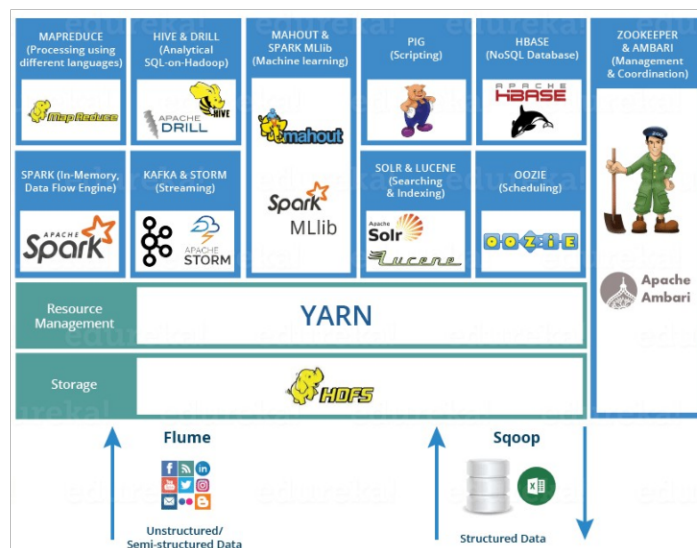 MAPREDUCE
(Processing using
different languages)
Map Reduce
HIVE & DRILL
(Analytical
SQL-on-Hadoop)
HIVE
APACHE
DRILL
MAHOUT
& SPARK MLlib
(Machine learning)
mahout
Spark
MLlib
PIG
(Scripting)
HBASE
(NoSQL Database)
APACHE
HBASE
ZOOKEEPER
& AMBARI
(Management
& Coordination)
Apache
Ambari
SPARK (In-Memory,
Data Flow Engine)
APACHE
Spark
KAFKA & STORM
(Streaming)
APACHE
STORM
SOLR & LUCENE
(Searching
& Indexing)
Apache
Solr
Lucene
OOZIE
(Scheduling)
OOZIE
Resource
Management
YARN
Storage
HDFS
Flume
Unstructured/
Semi-structured Data
Sqoop
Structured Data
edureka!